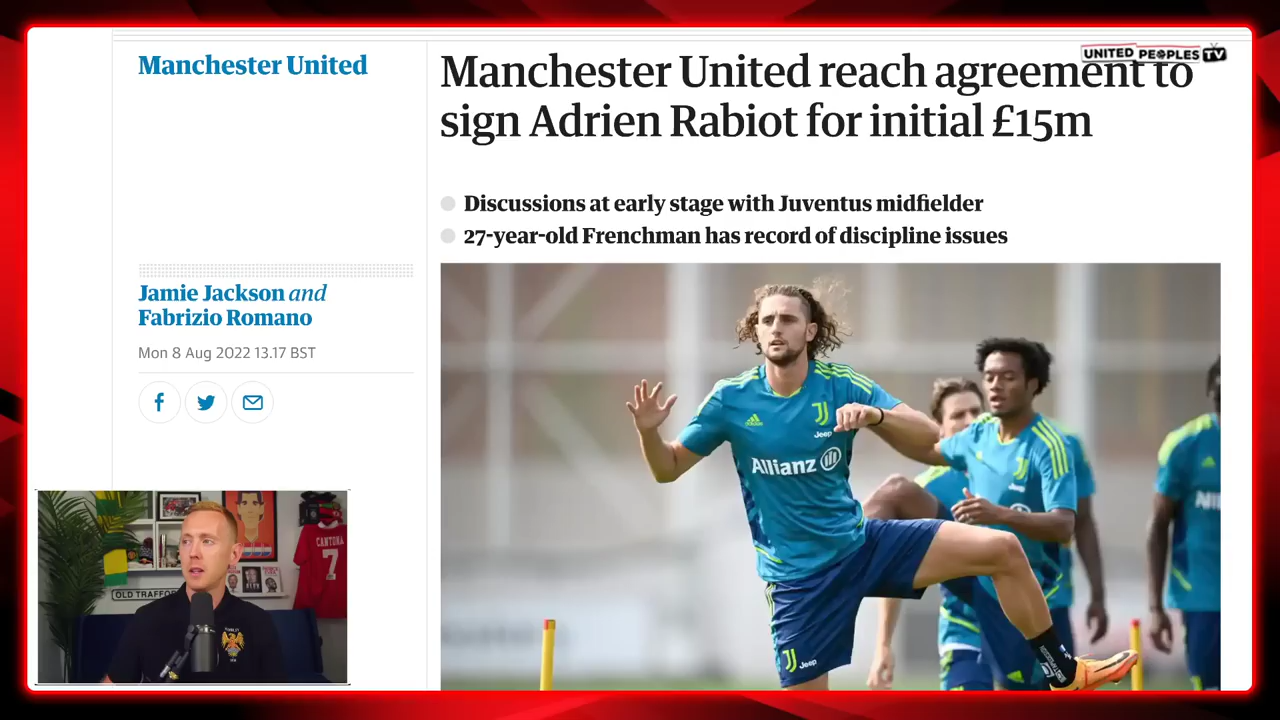 Manchester United
Manchester United reach agreement to
sign Adrien Rabiot for initial £15m
UNITED PEOPLES TV
Discussions at early stage with Juventus midfielder
27-year-old Frenchman has record of discipline issues
Jamie Jackson and
Fabrizio Romano
Mon 8 Aug 2022 13.17 BST
Jeep
Allianz
Jeep
CANTONA
7
OLD TRAFFO